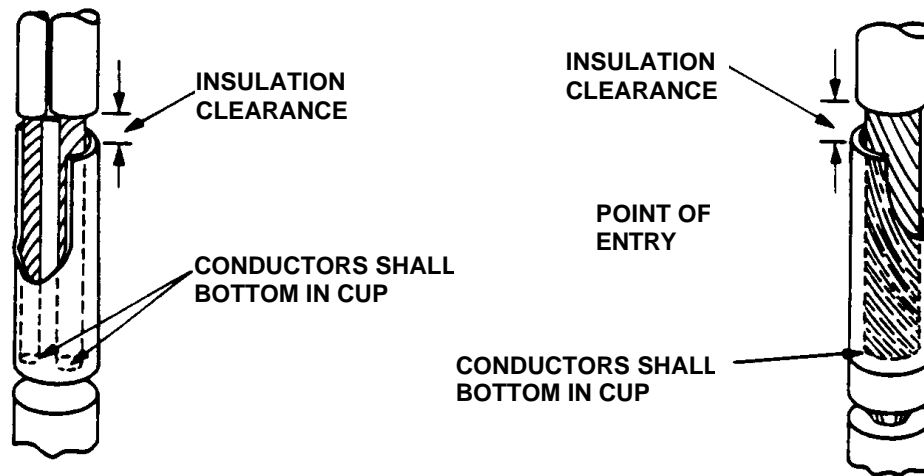 INSULATION
CLEARANCE
CONDUCTORS SHALL
BOTTOM IN CUP
INSULATION
CLEARANCE
POINT OF
ENTRY
CONDUCTORS SHALL
BOTTOM IN CUP